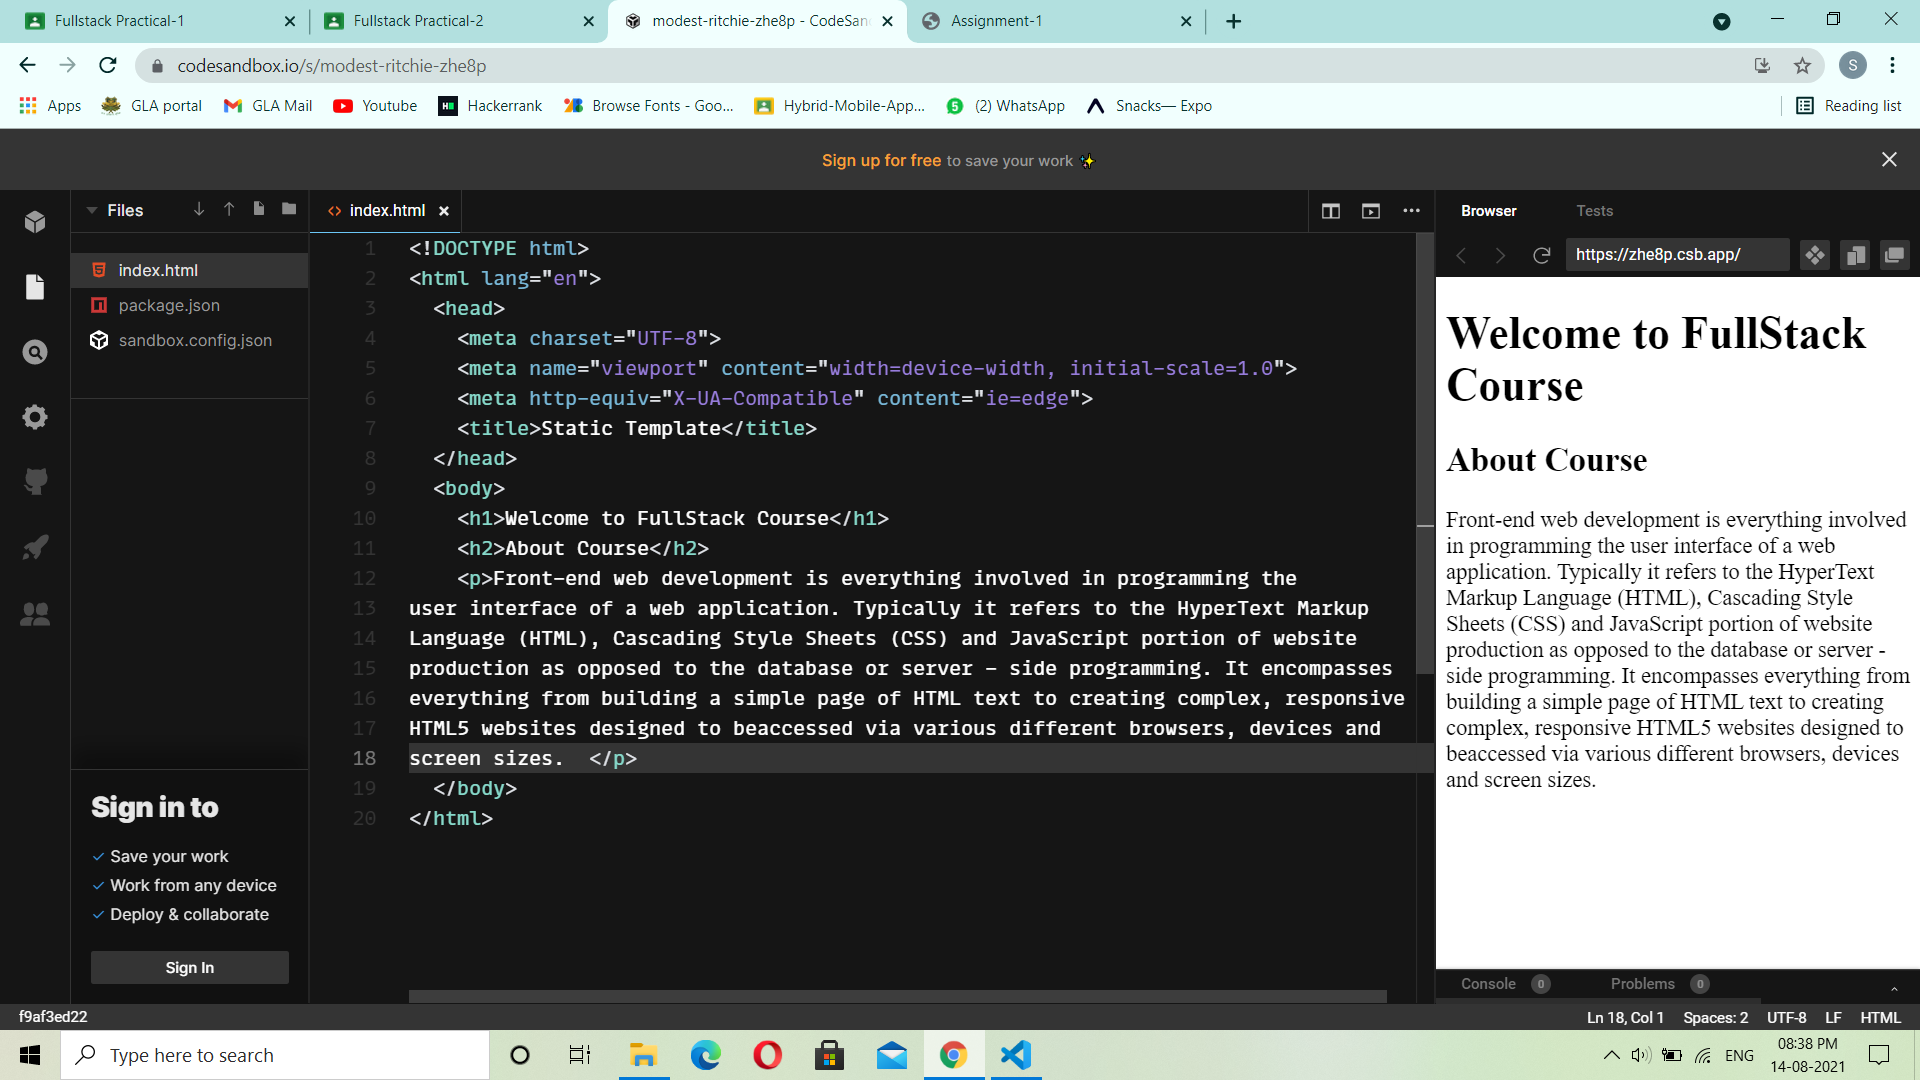 Fullstack Practical-1
Fullstack Practical-2
modest-ritchie-zhe8p - CodeSan
Assignment-1
codesandbox.io/s/modest-ritchie-zhe8p
S
Apps
GLA portal
GLA Mail
Youtube
Hackerrank
Browse Fonts - Goo...
Hybrid-Mobile-App...
(2) WhatsApp
Snacks— Expo
Reading list
Sign up for free to save your work
Files
index.html
package.json
sandbox.config.json
Sign in to
Save your work
Work from any device
Deploy & collaborate
Sign In
<> index.html
1 <!DOCTYPE html>
2 <html lang="en">
3 <head>
4 <meta charset="UTF-8">
5 <meta name="viewport" content="width=device-width, initial-scale=1.0">
6 <meta http-equiv="X-UA-Compatible" content="ie=edge">
7 <title>Static Template</title>
8 </head>
9 <body>
10 <h1>Welcome to FullStack Course</h1>
11 <h2>About Course</h2>
12 <p>Front-end web development is everything involved in programming the
13 user interface of a web application. Typically it refers to the HyperText Markup
14 Language (HTML), Cascading Style Sheets (CSS) and JavaScript portion of website
15 production as opposed to the database or server - side programming. It encompasses
16 everything from building a simple page of HTML text to creating complex, responsive
17 HTML5 websites designed to beaccessed via various different browsers, devices and
18 screen sizes.  </p>
19 </body>
20 </html>
Browser
Tests
https://zhe8p.csb.app/
Welcome to FullStack
Course
About Course
Front-end web development is everything involved
in programming the user interface of a web
application. Typically it refers to the HyperText
Markup Language (HTML), Cascading Style
Sheets (CSS) and JavaScript portion of website
production as opposed to the database or server -
side programming. It encompasses everything from
building a simple page of HTML text to creating
complex, responsive HTML5 websites designed to
beaccessed via various different browsers, devices
and screen sizes.
Console 0
Problems 0
f9af3ed22
Ln 18, Col 1
Spaces: 2
UTF-8
LF
HTML
Type here to search
ENG
08:38 PM
14-08-2021